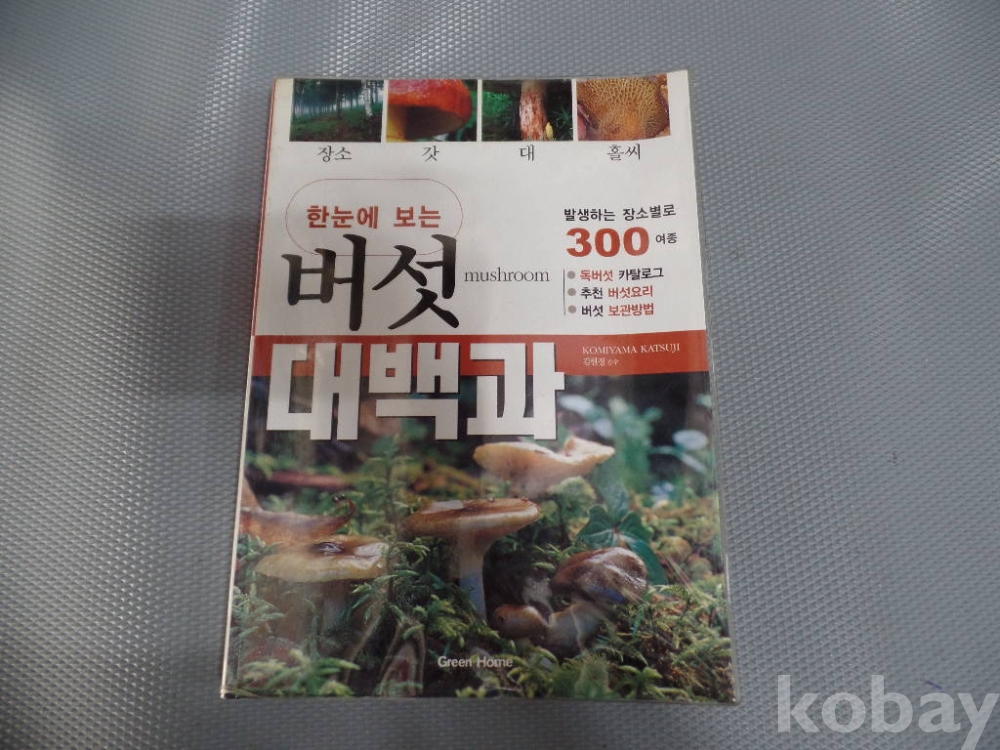 장소 갓 대 홀씨
한눈에 보는
버섯 mushroom
대백과
발생하는 장소별로
300 여종
독버섯 카탈로그
추천 버섯요리
버섯 보관방법
KOMIYAMA KATSUJI
Green Home
kobay